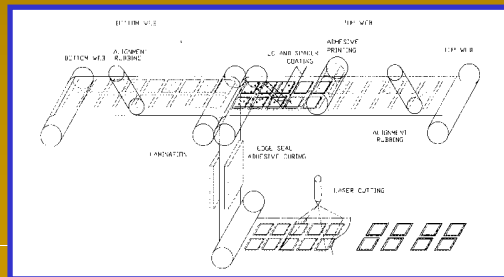 BOTTOM WEB
TOP WEB
BOTTOM WEB
ALIGNMENT
RUBBING
LC AND SPACER
COATING
ADHESIVE
PRINTING
TOP WEB
ALIGNMENT
RUBBING
LAMINATION
EDGE SEAL
ADHESIVE CURING
LASER CUTTING